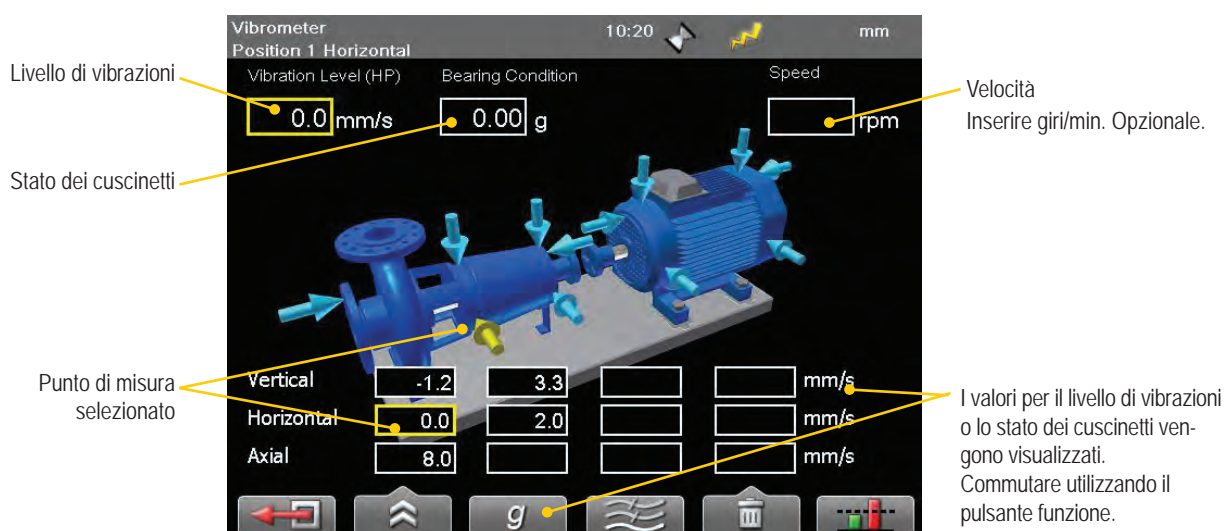 Vibrometer
10:20
mm
Position 1 Horizontal
Livello di vibrazioni
Vibration Level (HP)
Bearing Condition
Speed
0.0 mm/s
0.00 g
rpm
Velocità
Inserire giri/min. Opzionale.
Stato dei cuscinetti
Punto di misura
selezionato
Vertical -1.2 3.3 mm/s
Horizontal 0.0 2.0 mm/s
Axial 8.0 mm/s
g
I valori per il livello di vibrazioni
o lo stato dei cuscinetti ven-
gono visualizzati.
Commutare utilizzando il
pulsante funzione.